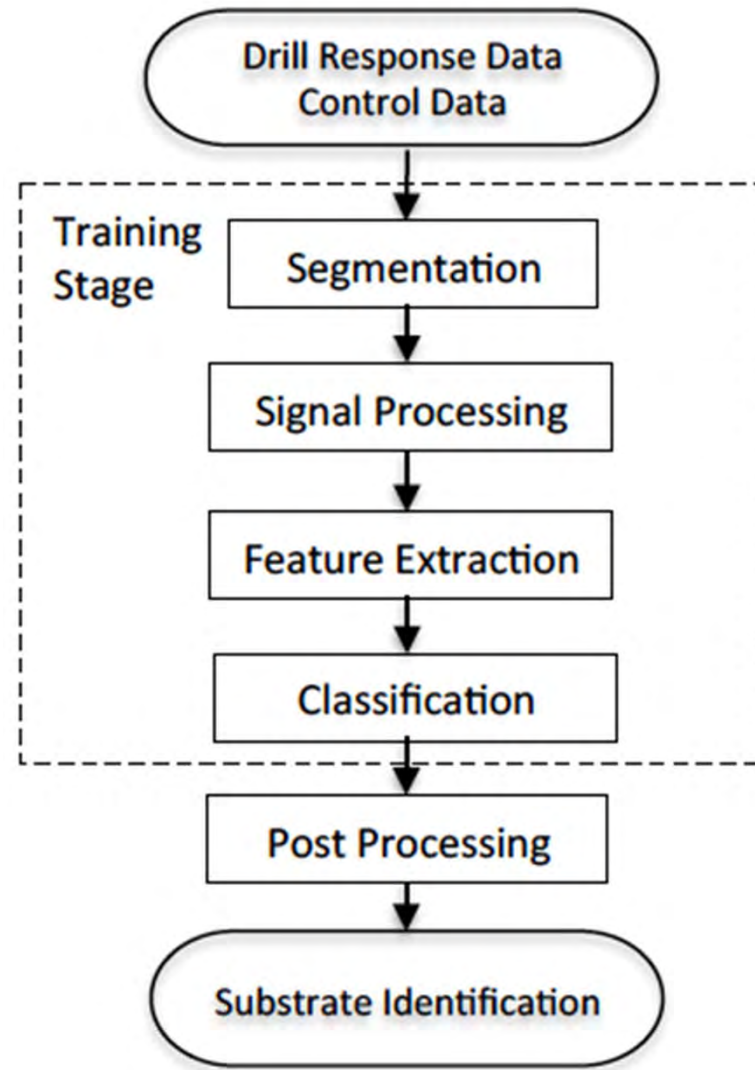 Drill Response Data
Control Data
Training
Stage
Segmentation
Signal Processing
Feature Extraction
Classification
Post Processing
Substrate Identification